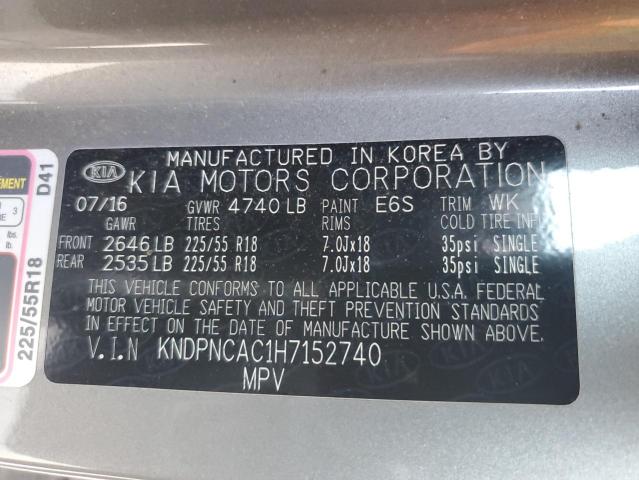 MANUFACTURED IN KOREA BY
KIA KIA MOTORS CORPORATION
07/16 GVWR 4740 LB PAINT E6S TRIM WK
GAWR TIRES RIMS COLD TIRE INF
FRONT 2646 LB 225/55 R18 7.0Jx18 35psi SINGLE
REAR 2535 LB 225/55 R18 7.0Jx18 35psi SINGLE
THIS VEHICLE CONFORMS TO ALL APPLICABLE U.S.A. FEDERAL
MOTOR VEHICLE SAFETY AND THEFT PREVENTION STANDARDS
IN EFFECT ON THE DATE OF MANUFACTURE SHOWN ABOVE.
V.I.N KNDPNCAC1H7152740
MPV
225/55R18 D41
3
lbs.
lb.